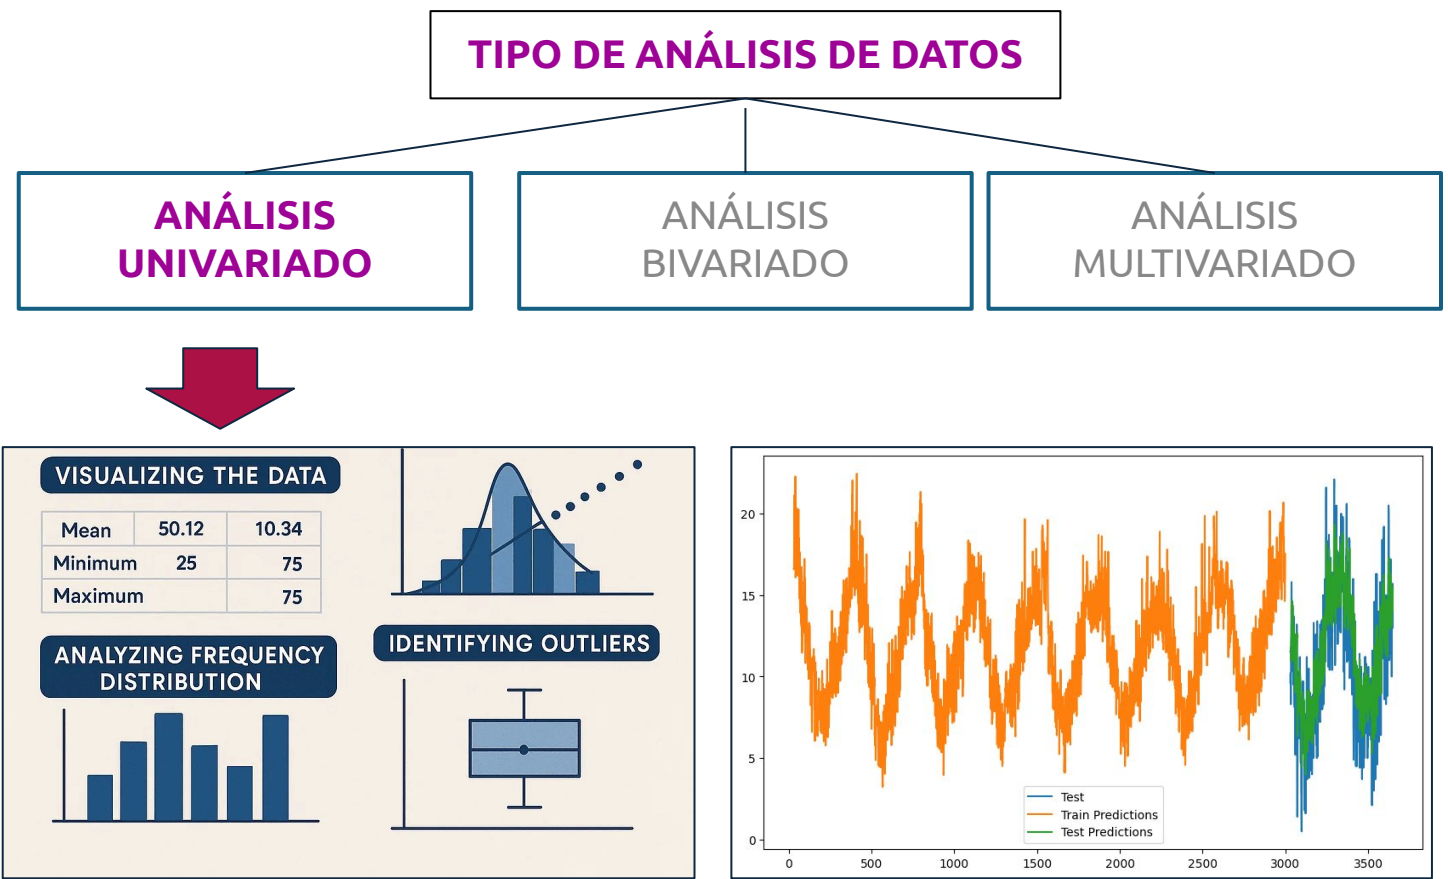 TIPO DE ANÁLISIS DE DATOS
ANÁLISIS
UNIVARIADO
ANÁLISIS
BIVARIADO
ANÁLISIS
MULTIVARIADO
VISUALIZING THE DATA
Mean 50.12 10.34
Minimum 25 75
Maximum 75
ANALYZING FREQUENCY
DISTRIBUTION
IDENTIFYING OUTLIERS
20
15
10
5
0
Test
Train Predictions
Test Predictions
0 500 1000 1500 2000 2500 3000 3500